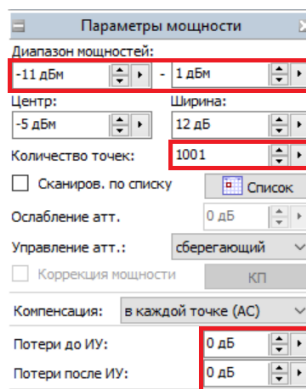 Параметры мощности
Диапазон мощностей:
-11 дБм - 1 дБм
Центр: Ширина:
-5 дБм 12 дБ
Количество точек: 1001
Сканиров. по списку Список
Ослабление атт. 0 дБ
Управление атт.: сберегающий
Коррекция мощности КП
Компенсация: в каждой точке (AC)
Потери до ИУ: 0 дБ
Потери после ИУ: 0 дБ